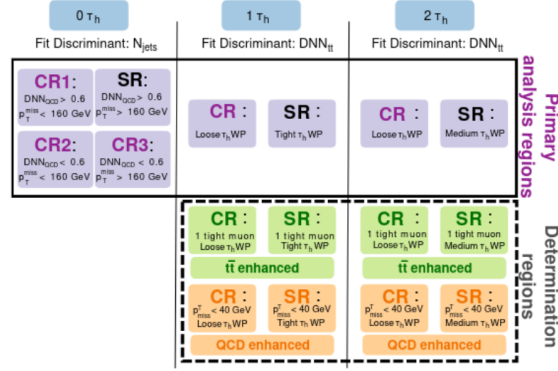 0 τh
1 τh
2 τh
Fit Discriminant: Njets
Fit Discriminant: DNNtt
Fit Discriminant: DNNtt
CR1:
DNNQCD > 0.6
pTmiss < 160 GeV
SR:
DNNQCD > 0.6
pTmiss > 160 GeV
CR2:
DNNQCD < 0.6
pTmiss < 160 GeV
CR3:
DNNQCD < 0.6
pTmiss > 160 GeV
CR :
Loose τh WP
SR :
Tight τh WP
CR :
Loose τh WP
SR :
Medium τh WP
Primary
analysis regions
CR :
1 tight muon
Loose τh WP
SR :
1 tight muon
Tight τh WP
tt̄ enhanced
CR :
1 tight muon
Loose τh WP
SR :
1 tight muon
Medium τh WP
tt̄ enhanced
CR :
pTmiss < 40 GeV
Loose τh WP
SR :
pTmiss < 40 GeV
Tight τh WP
QCD enhanced
CR :
pTmiss < 40 GeV
Loose τh WP
SR :
pTmiss < 40 GeV
Medium τh WP
QCD enhanced
Determination
regions